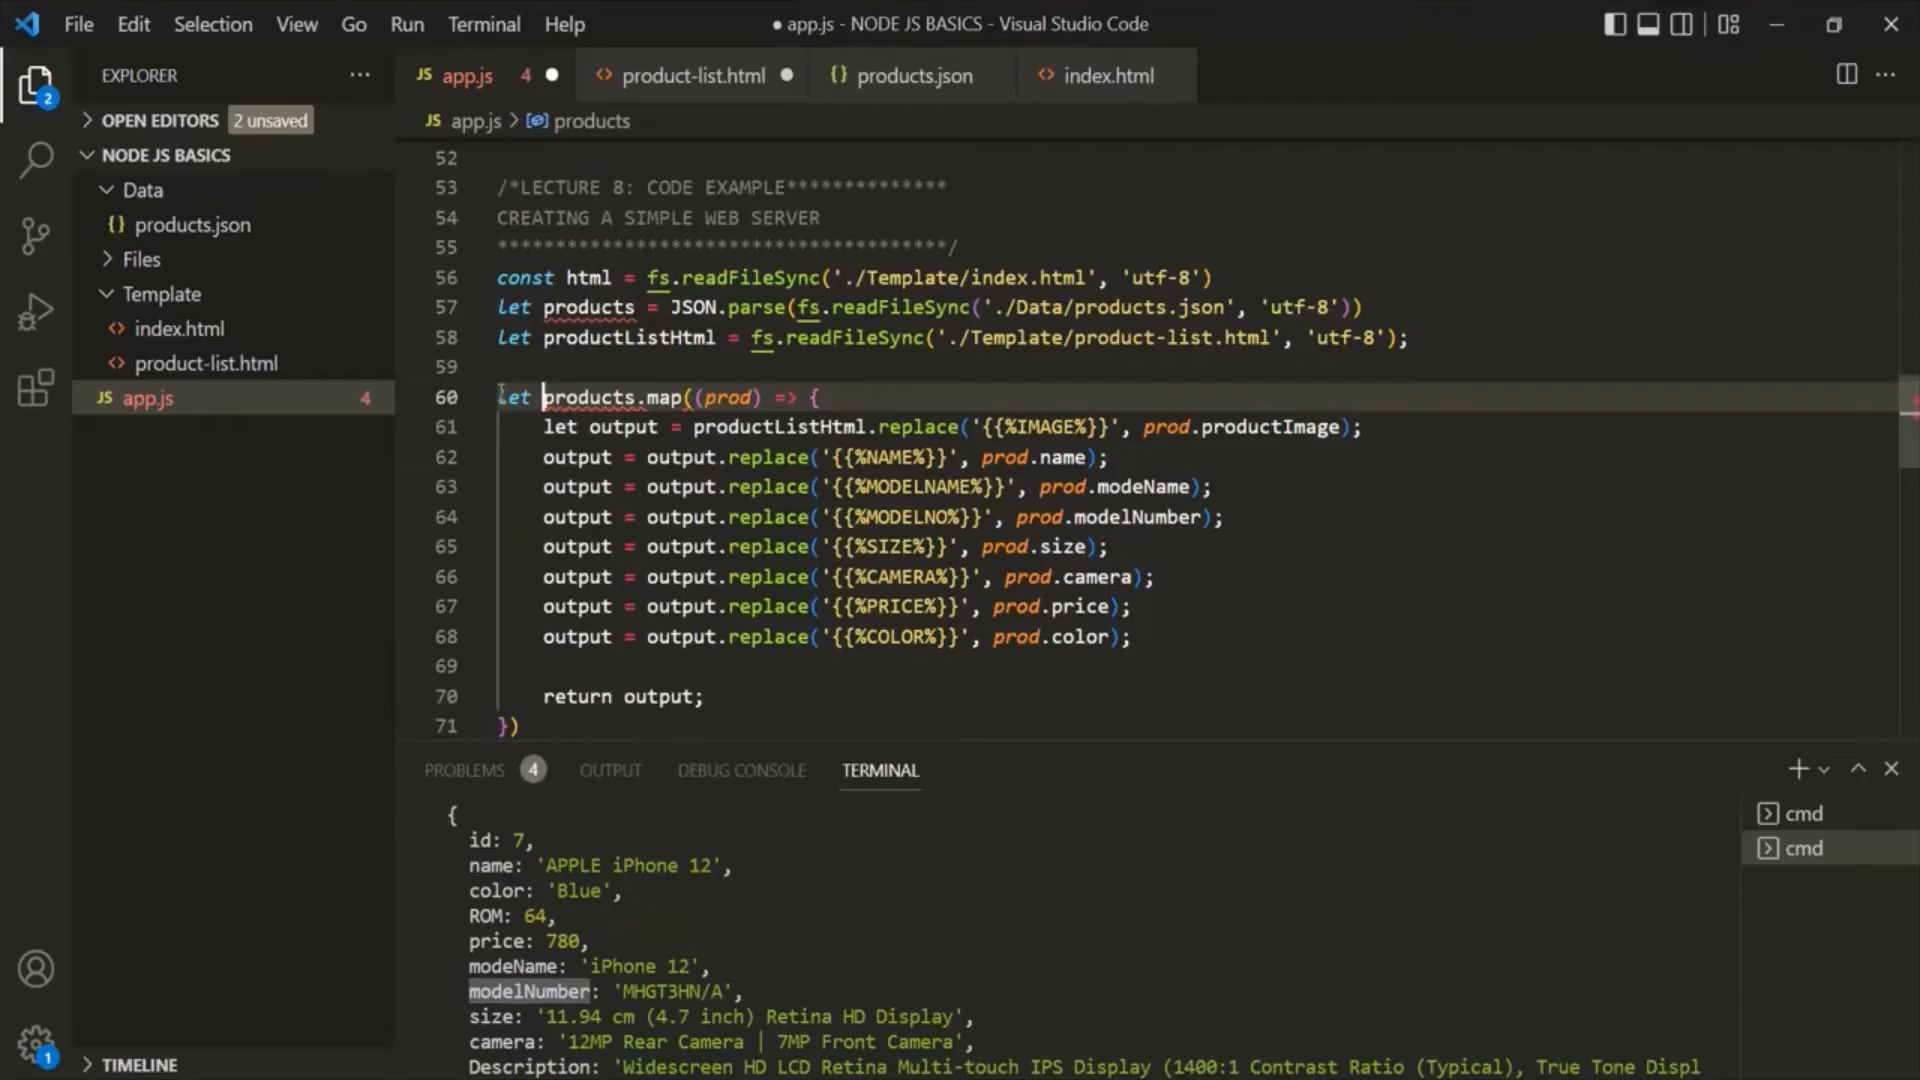 File Edit Selection View Go Run Terminal Help ● app.js - NODE JS BASICS - Visual Studio Code
EXPLORER ···
JS app.js 4 ● <> product-list.html ● {} products.json <> index.html
2
OPEN EDITORS 2 unsaved
JS app.js > products
NODE JS BASICS
Data
{} products.json
Files
Template
<> index.html
<> product-list.html
JS app.js 4
52
53 /*LECTURE 8: CODE EXAMPLE**************
54 CREATING A SIMPLE WEB SERVER
55 ***************************************/
56 const html = fs.readFileSync('./Template/index.html', 'utf-8')
57 let products = JSON.parse(fs.readFileSync('./Data/products.json', 'utf-8'))
58 let productListHtml = fs.readFileSync('./Template/product-list.html', 'utf-8');
59
60 let products.map((prod) => {
61 let output = productListHtml.replace('{{%IMAGE%}}', prod.productImage);
62 output = output.replace('{{%NAME%}}', prod.name);
63 output = output.replace('{{%MODELNAME%}}', prod.modeName);
64 output = output.replace('{{%MODELNO%}}', prod.modelNumber);
65 output = output.replace('{{%SIZE%}}', prod.size);
66 output = output.replace('{{%CAMERA%}}', prod.camera);
67 output = output.replace('{{%PRICE%}}', prod.price);
68 output = output.replace('{{%COLOR%}}', prod.color);
69
70 return output;
71 })
PROBLEMS 4 OUTPUT DEBUG CONSOLE TERMINAL
{
id: 7,
name: 'APPLE iPhone 12',
color: 'Blue',
ROM: 64,
price: 780,
modeName: 'iPhone 12',
modelNumber: 'MHGT3HN/A',
size: '11.94 cm (4.7 inch) Retina HD Display',
camera: '12MP Rear Camera | 7MP Front Camera',
Description: 'Widescreen HD LCD Retina Multi-touch IPS Display (1400:1 Contrast Ratio (Typical), True Tone Displ
cmd
cmd
1
TIMELINE